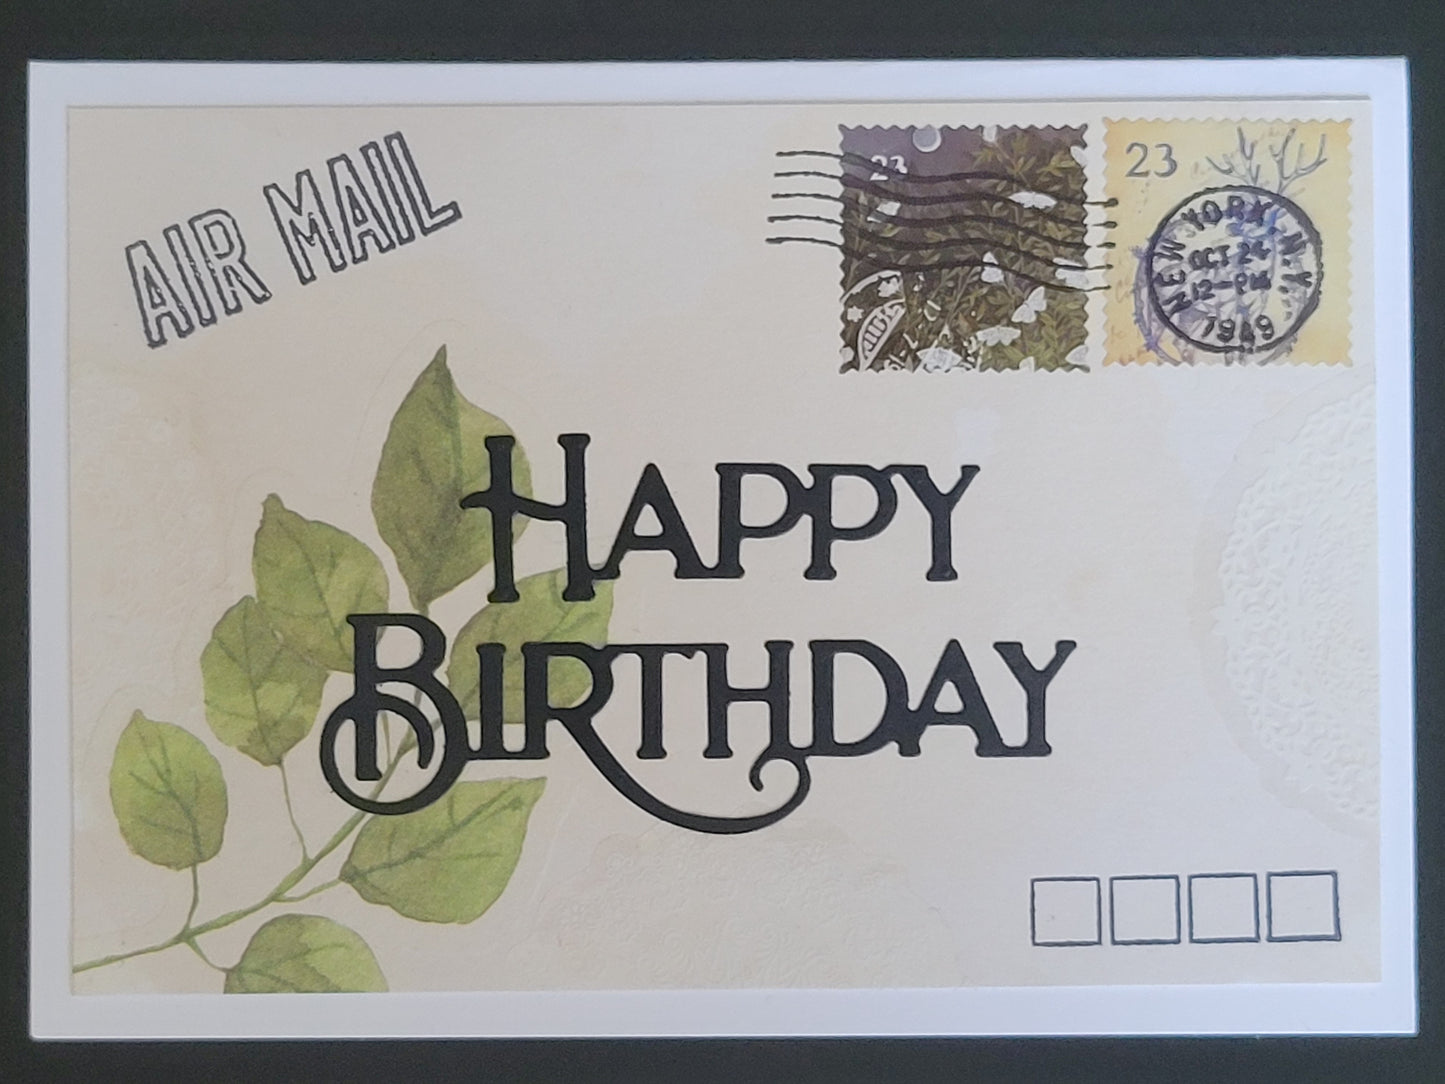 AIR MAIL
23
23
NEW YORK, N.Y.
OCT 24
12-PM
1949
HAPPY
BIRTHDAY